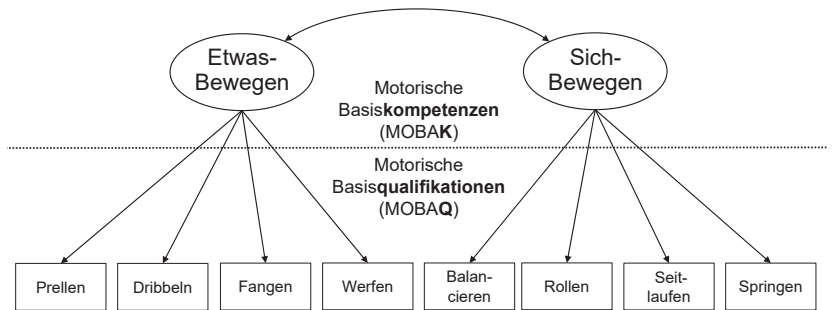 Etwas-
Bewegen
Sich-
Bewegen
Motorische
Basiskompetenzen
(MOBAK)
Motorische
Basisqualifikationen
(MOBAQ)
Prellen
Dribbeln
Fangen
Werfen
Balan-
cieren
Rollen
Seit-
laufen
Springen